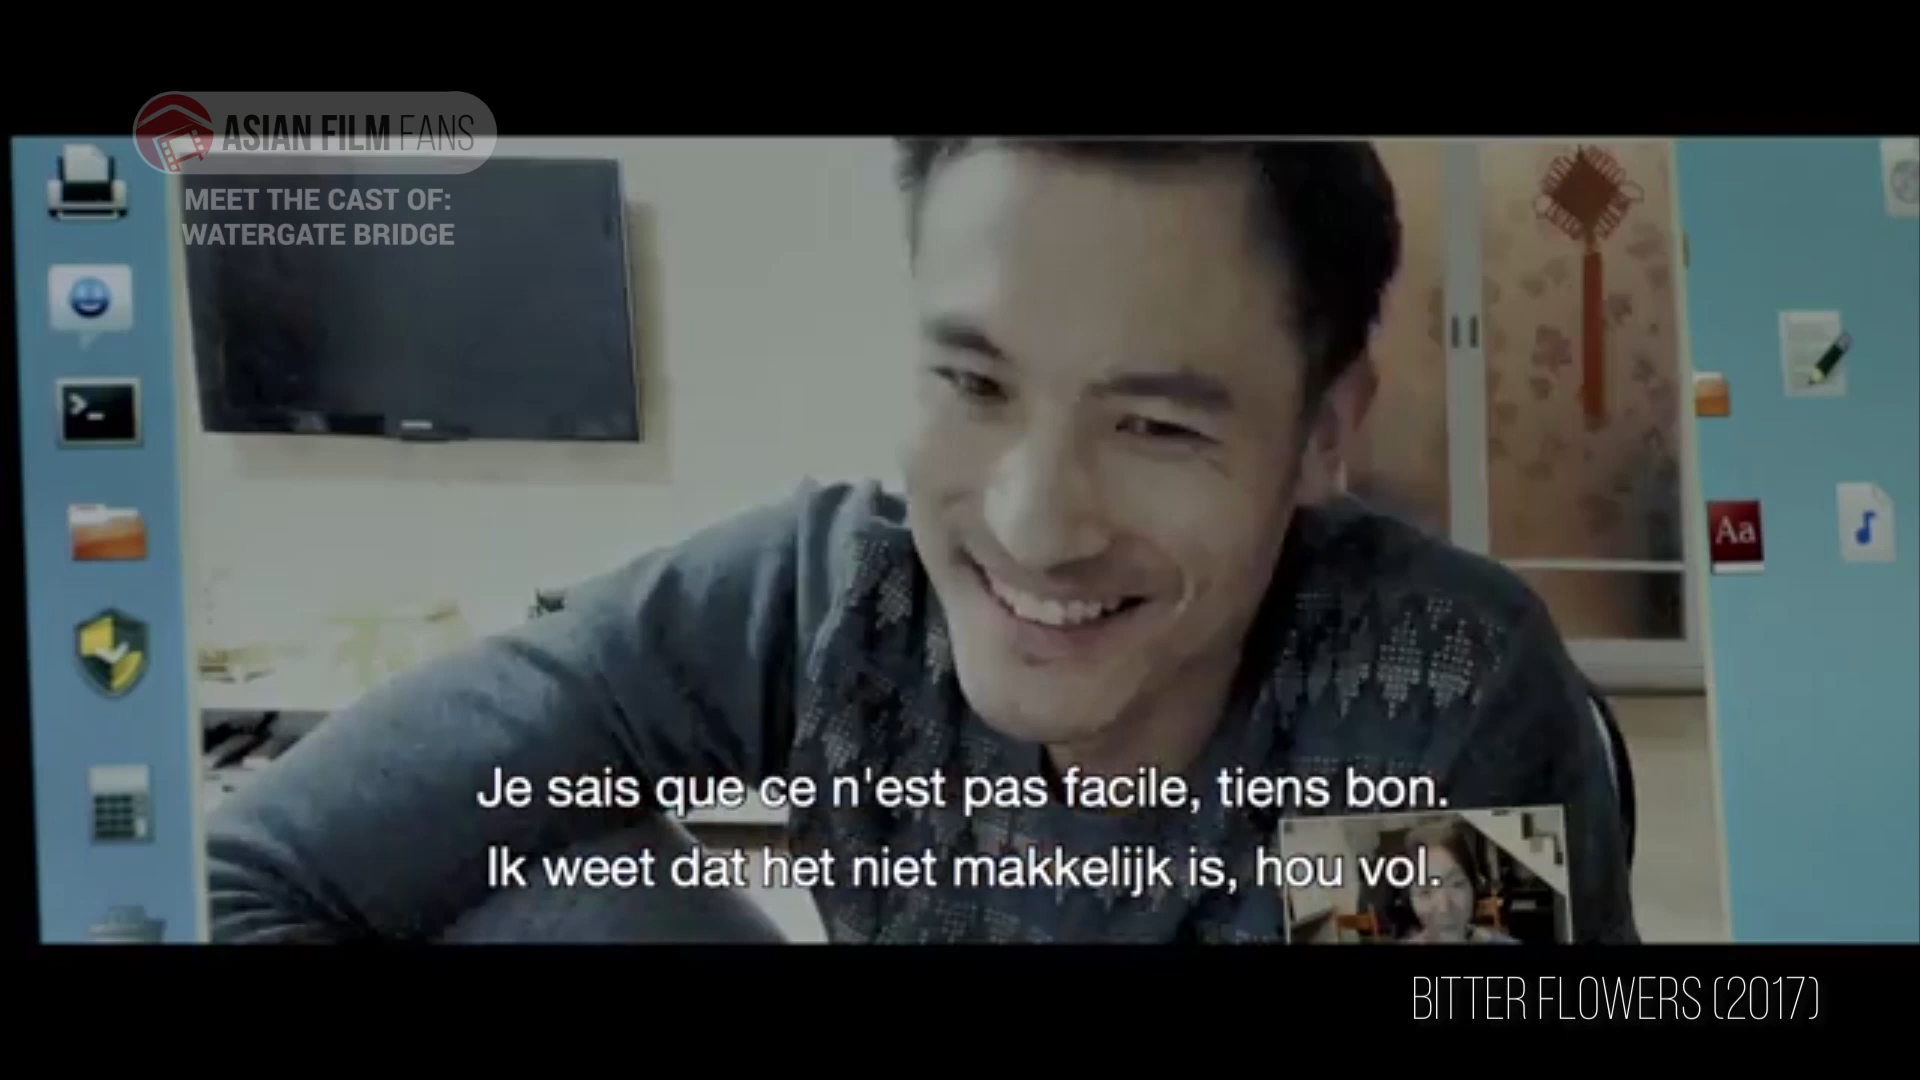 ASIAN FILM FANS
MEET THE CAST OF:
WATERGATE BRIDGE
>_
Aa
Je sais que ce n'est pas facile, tiens bon.
Ik weet dat het niet makkelijk is, hou vol.
BITTER FLOWERS (2017)